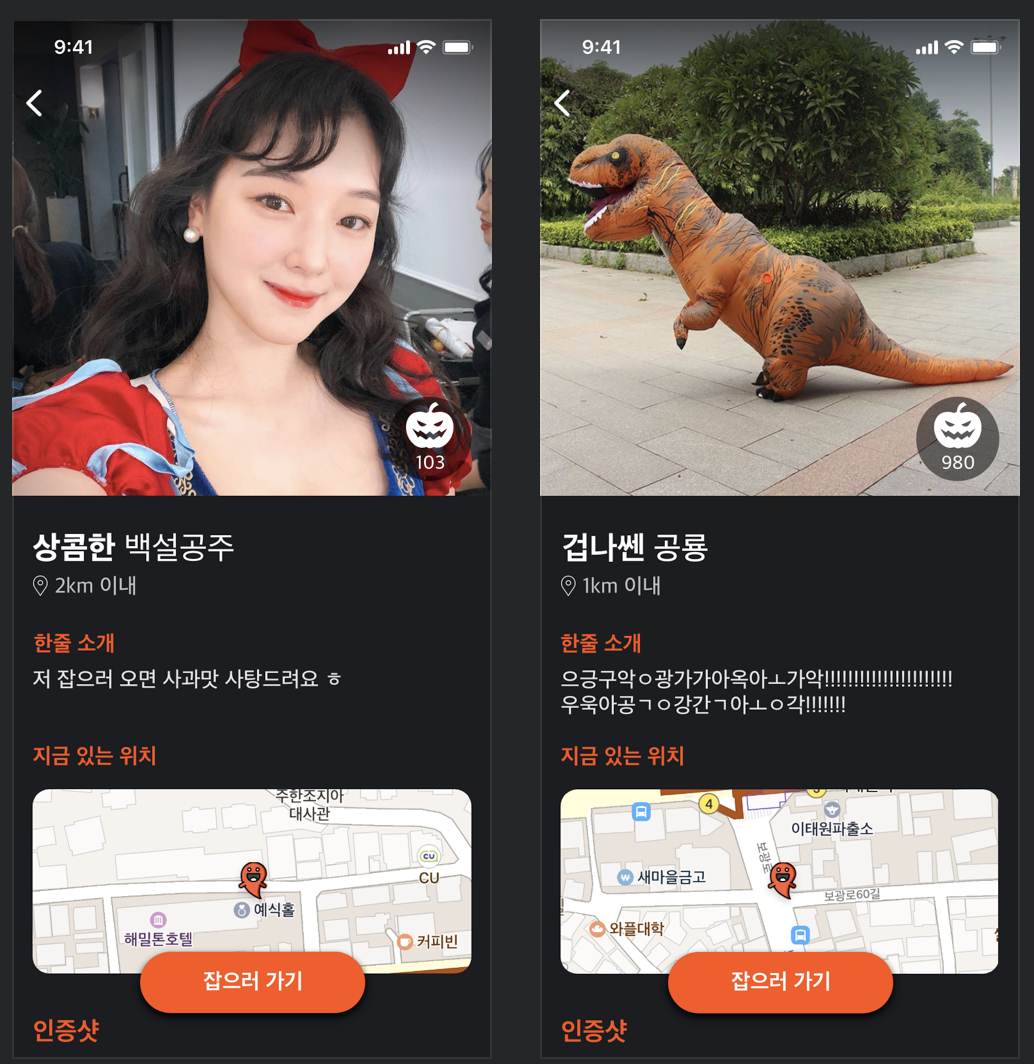 9:41
103
상콤한 백설공주
2km 이내
한줄 소개
저 잡으러 오면 사과맛 사탕드려요 ㅎ
지금 있는 위치
주한조지아
대사관
CU
CU
예식홀
해밀톤호텔
커피빈
잡으러 가기
인증샷
9:41
980
겁나쎈 공룡
1km 이내
한줄 소개
으긍구악ㅇ광가가아옥아ㅗ가악!!!!!!!!!!!!!!!!!!!!!!
우욱아공ㄱㅇ강간ㄱ아ㅗㅇ각!!!!!!!
지금 있는 위치
4
3
이태원파출소
보광로
새마을금고
보광로60길
와플대학
길
잡으러 가기
인증샷